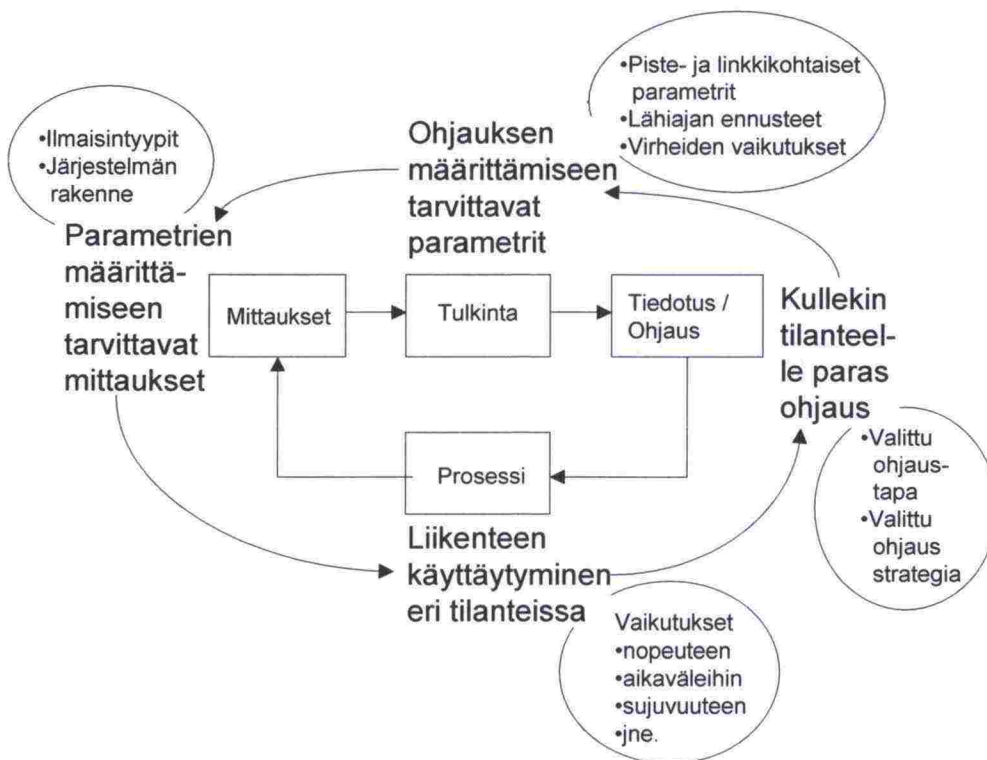 •Piste- ja linkkikohtaiset
parametrit
•Lähiajan ennusteet
•Virheiden vaikutukset
•Ilmaisintyypit
•Järjestelmän
rakenne
Ohjauksen
määrittämiseen
tarvittavat
parametrit
Parametrien
määrittä-
miseen
tarvittavat
mittaukset
Mittaukset
Tulkinta
Tiedotus /
Ohjaus
Kullekin
tilanteel-
le paras
ohjaus
•Valittu
ohjaus-
tapa
•Valittu
ohjaus
strategia
Prosessi
Liikenteen
käyttäytyminen
eri tilanteissa
Vaikutukset
•nopeuteen
•aikaväleihin
•sujuvuuteen
•jne.